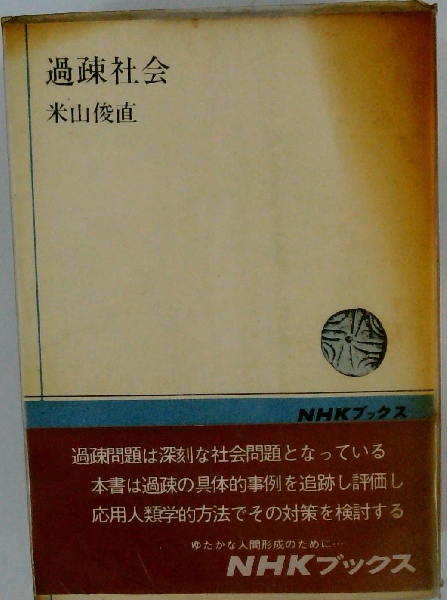 過疎社会
米山俊直
NHKブックス
過疎問題は深刻な社会問題となっている
本書は過疎の具体的事例を追跡し評価し
応用人類学的方法でその対策を検討する
ゆたかな人間形成のために…
NHKブックス